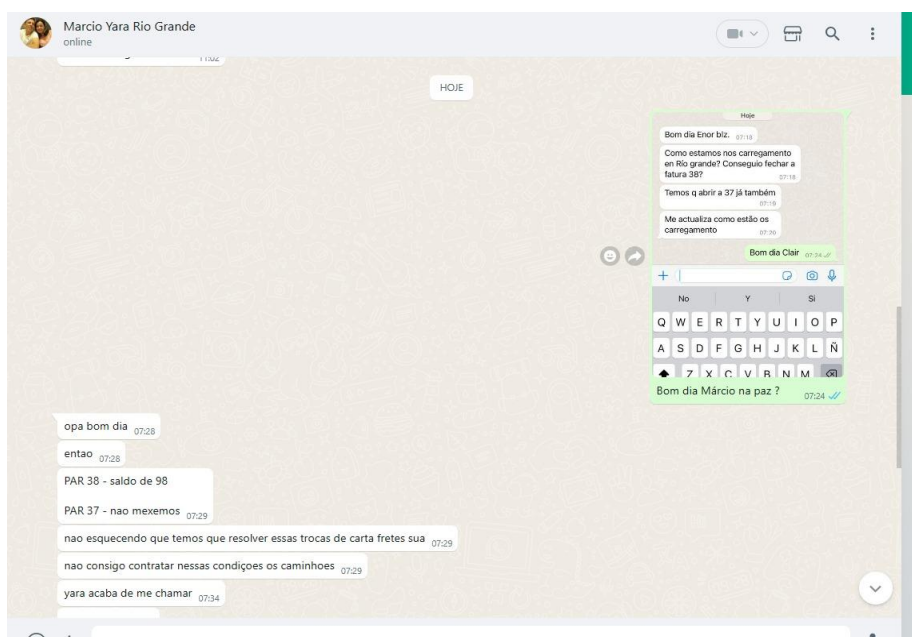 Marcio Yara Rio Grande
online
11:02
HOJE
Hoje
Bom dia Enor blz. 07:18
Como estamos nos carregamento
en Rio grande? Conseguio fechar a
fatura 38? 07:18
Temos q abrir a 37 já também
07:19
Me actualiza como estão os
carregamento 07:20
Bom dia Clair 07:24
No Y Si
Q W E R T Y U I O P
A S D F G H J K L Ñ
Z X C V B N M
Bom dia Márcio na paz ? 07:24
opa bom dia 07:28
entao 07:28
PAR 38 - saldo de 98
PAR 37 - nao mexemos 07:29
nao esquecendo que temos que resolver essas trocas de carta fretes sua 07:29
nao consigo contratar nessas condiçoes os caminhoes 07:29
yara acaba de me chamar 07:34